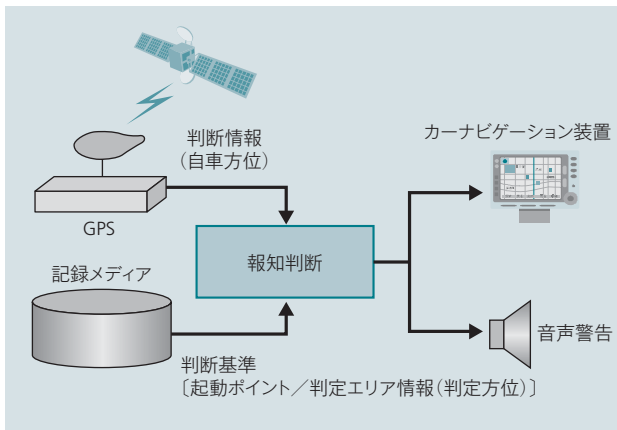 判断情報
(自車方位)
カーナビゲーション装置
GPS
報知判断
記録メディア
音声警告
判断基準
〔起動ポイント/判定エリア情報(判定方位)〕